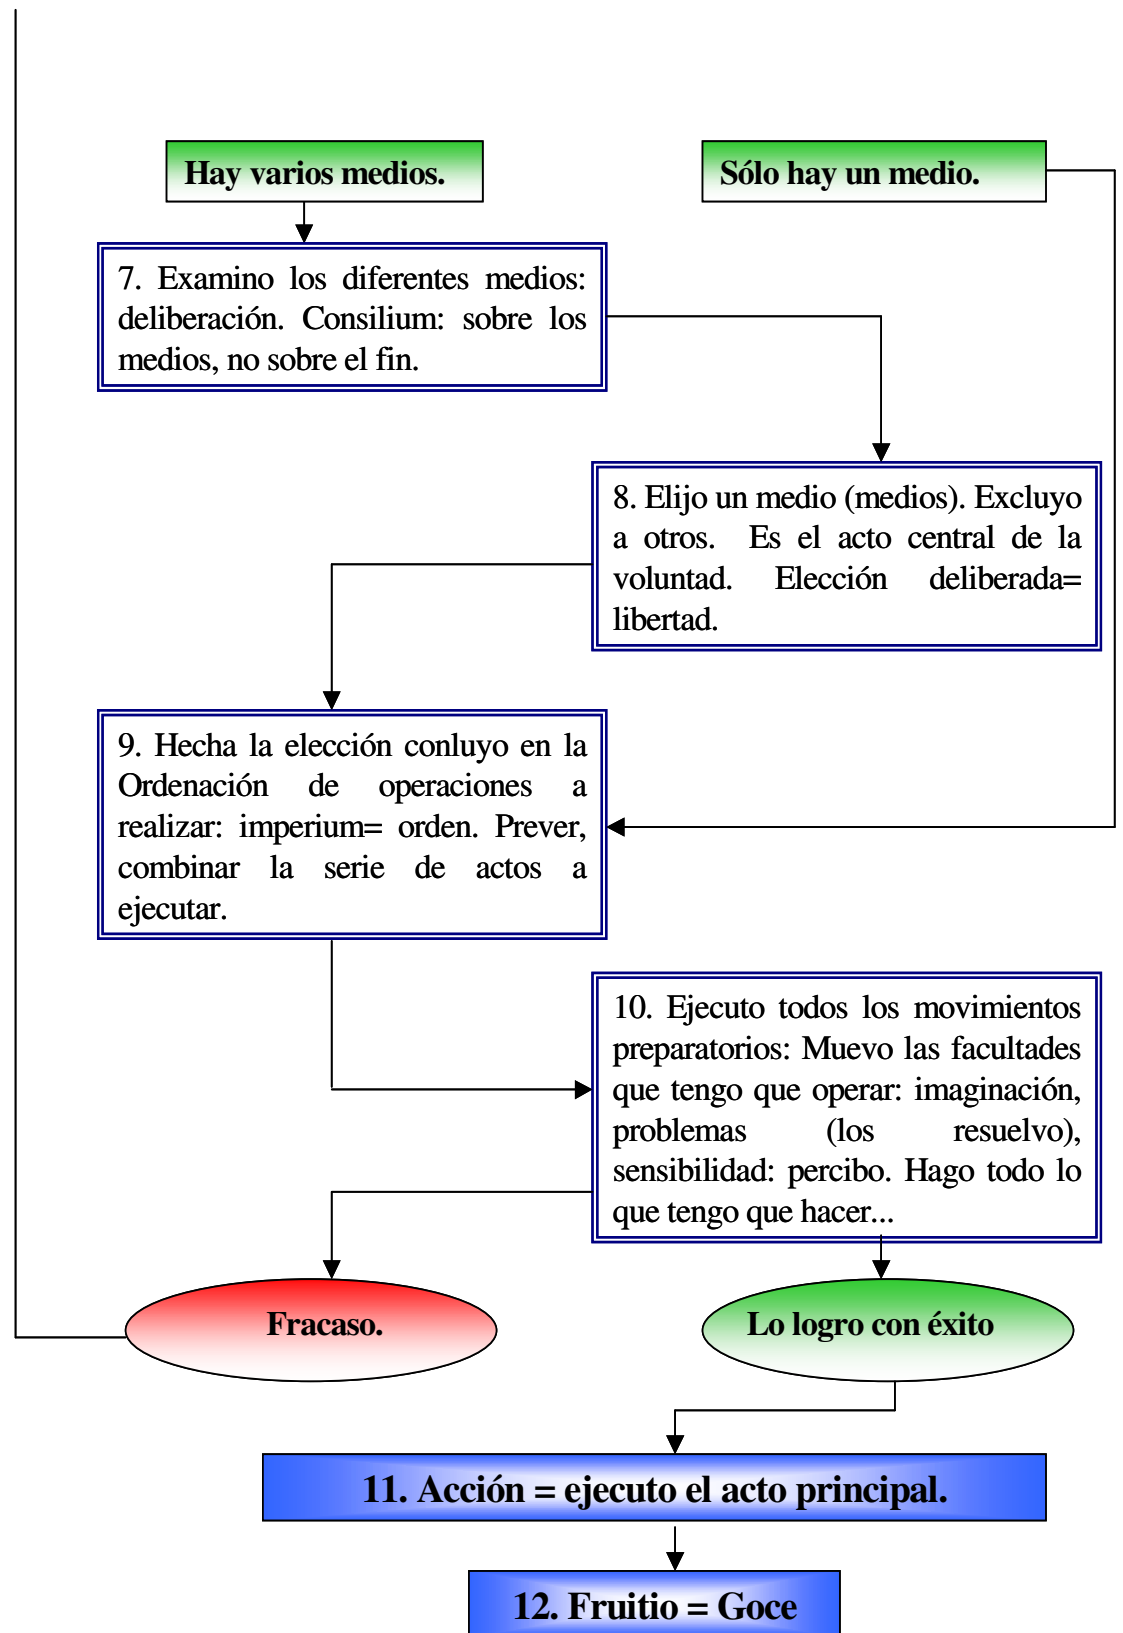 Hay varios medios.
Sólo hay un medio.
7. Examino los diferentes medios:
deliberación. Consilium: sobre los
medios, no sobre el fin.
8. Elijo un medio (medios). Excluyo
a otros. Es el acto central de la
voluntad. Elección deliberada=
libertad.
9. Hecha la elección conluyo en la
Ordenación de operaciones a
realizar: imperium= orden. Prever,
combinar la serie de actos a
ejecutar.
10. Ejecuto todos los movimientos
preparatorios: Muevo las facultades
que tengo que operar: imaginación,
problemas (los resuelvo),
sensibilidad: percibo. Hago todo lo
que tengo que hacer...
Fracaso.
Lo logro con éxito
11. Acción = ejecuto el acto principal.
12. Fruitio = Goce